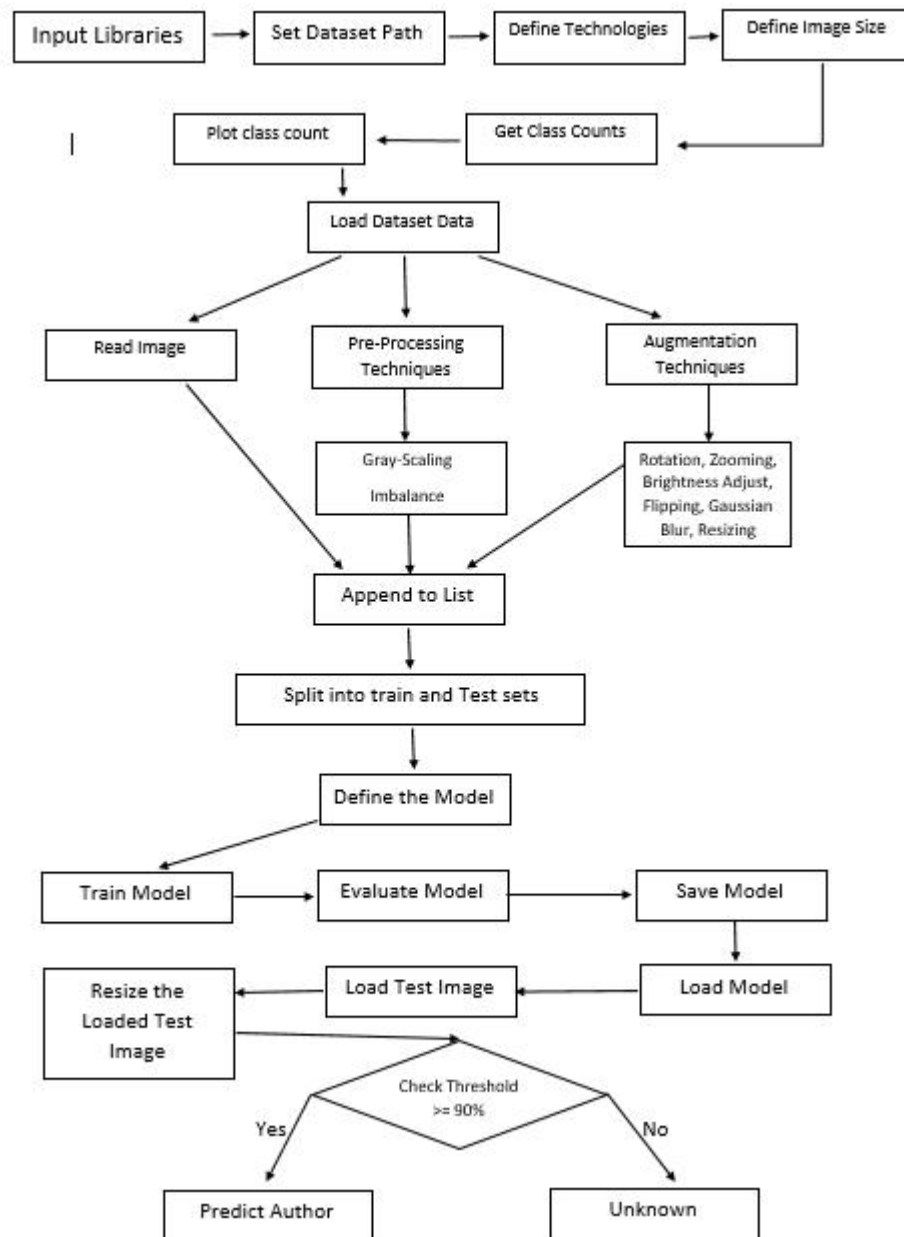 Input Libraries
Set Dataset Path
Define Technologies
Define Image Size
Get Class Counts
Plot class count
Load Dataset Data
Read Image
Pre-Processing
Techniques
Augmentation
Techniques
Gray-Scaling
Imbalance
Rotation, Zooming,
Brightness Adjust,
Flipping, Gaussian
Blur, Resizing
Append to List
Split into train and Test sets
Define the Model
Train Model
Evaluate Model
Save Model
Load Model
Load Test Image
Resize the
Loaded Test
Image
Check Threshold
>= 90%
Yes
No
Predict Author
Unknown